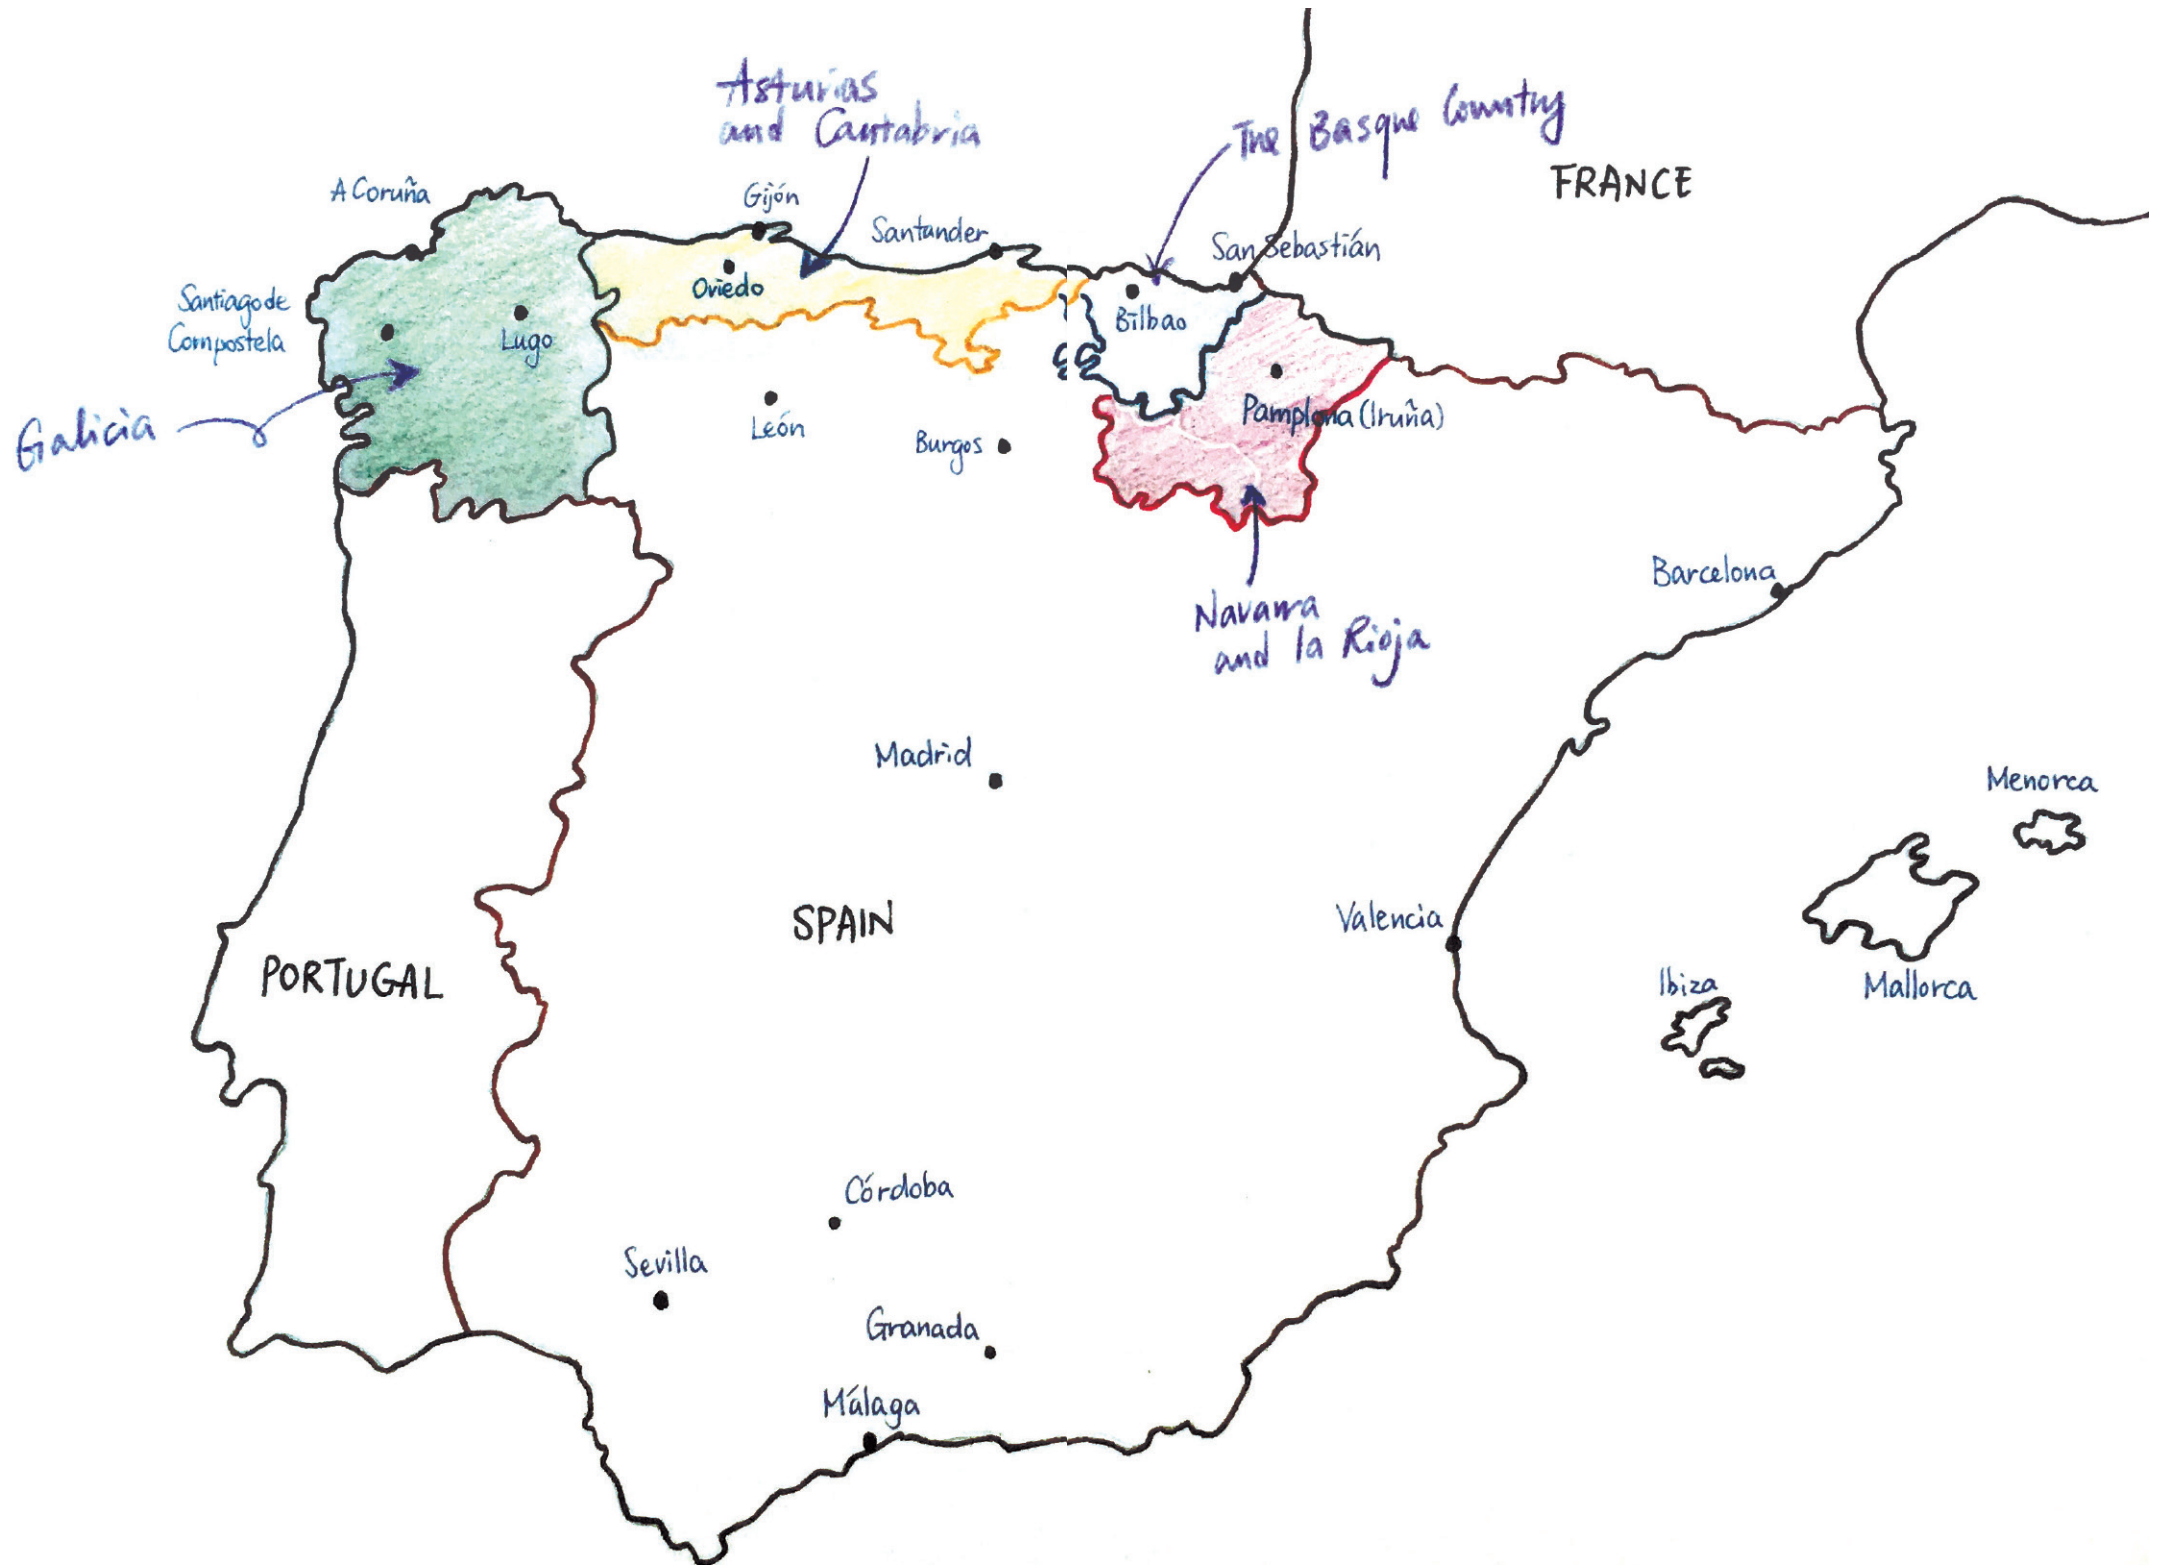 Asturias
and Cantabria
The Basque Country
FRANCE
A Coruña
Gijón
Santander
San Sebastián
Santiago de
Compostela
Lugo
Oviedo
Bilbao
Galicia
León
Burgos
Pamplona (Iruña)
Barcelona
Navarra
and la Rioja
Madrid
Menorca
SPAIN
Valencia
PORTUGAL
Ibiza
Mallorca
Córdoba
Sevilla
Granada
Málaga